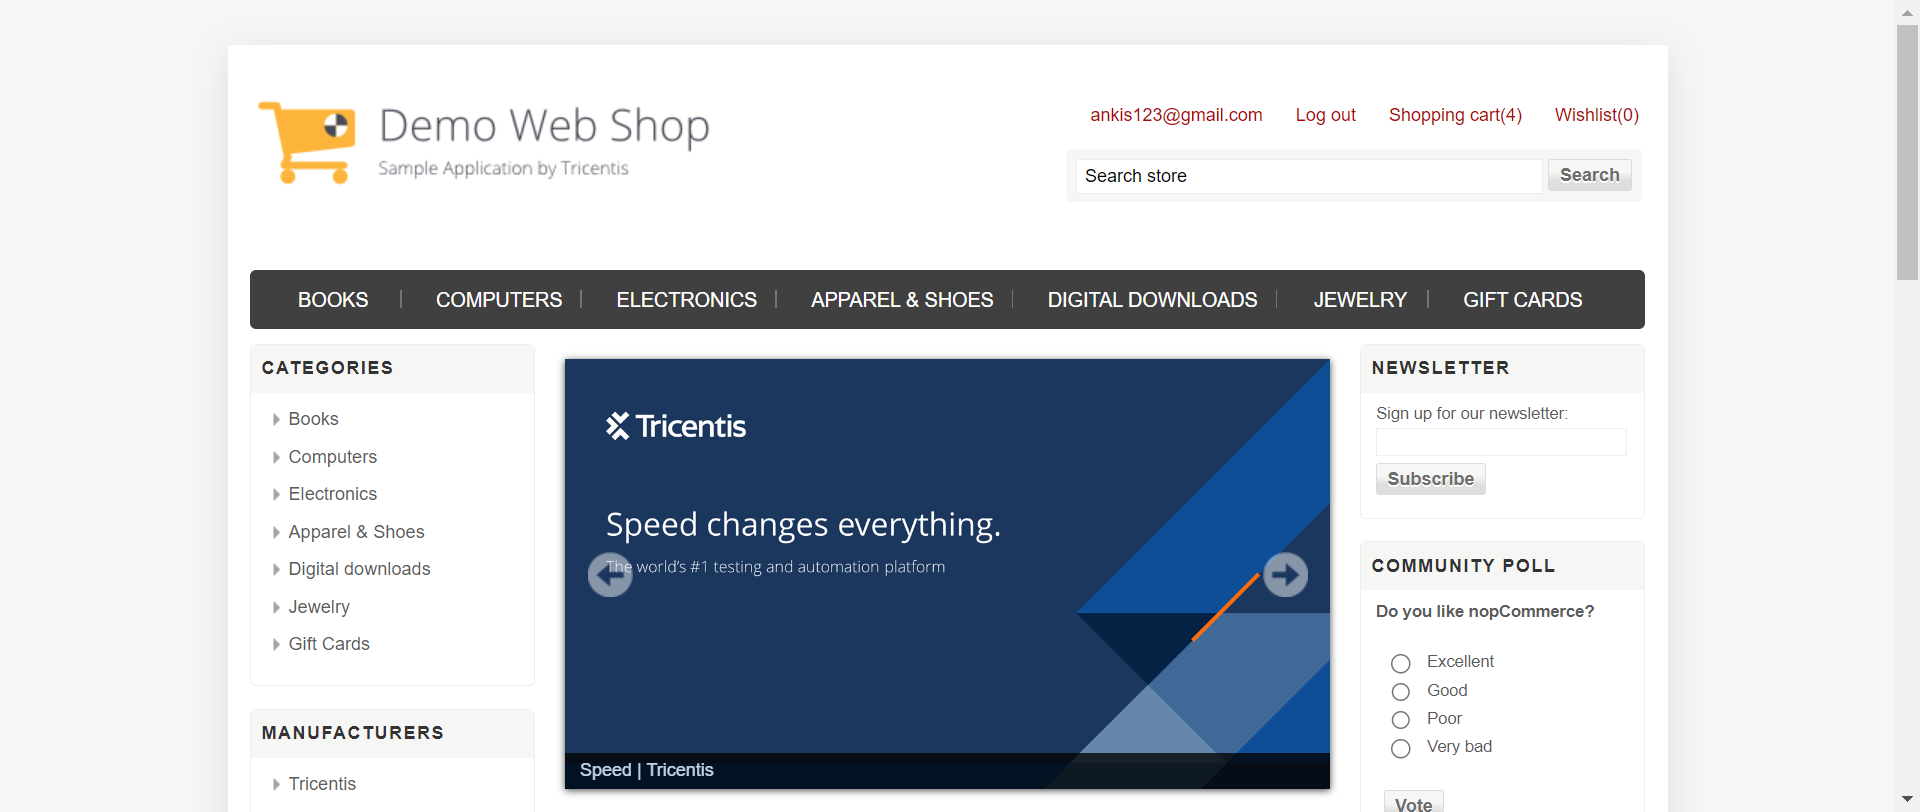 Demo Web Shop
Sample Application by Tricentis
ankis123@gmail.com Log out Shopping cart(4) Wishlist(0)
Search store Search
BOOKS COMPUTERS ELECTRONICS APPAREL & SHOES DIGITAL DOWNLOADS JEWELRY GIFT CARDS
CATEGORIES
Books
Computers
Electronics
Apparel & Shoes
Digital downloads
Jewelry
Gift Cards
MANUFACTURERS
Tricentis
Tricentis
Speed changes everything.
The world's #1 testing and automation platform
Speed | Tricentis
NEWSLETTER
Sign up for our newsletter:
Subscribe
COMMUNITY POLL
Do you like nopCommerce?
Excellent
Good
Poor
Very bad
Vote